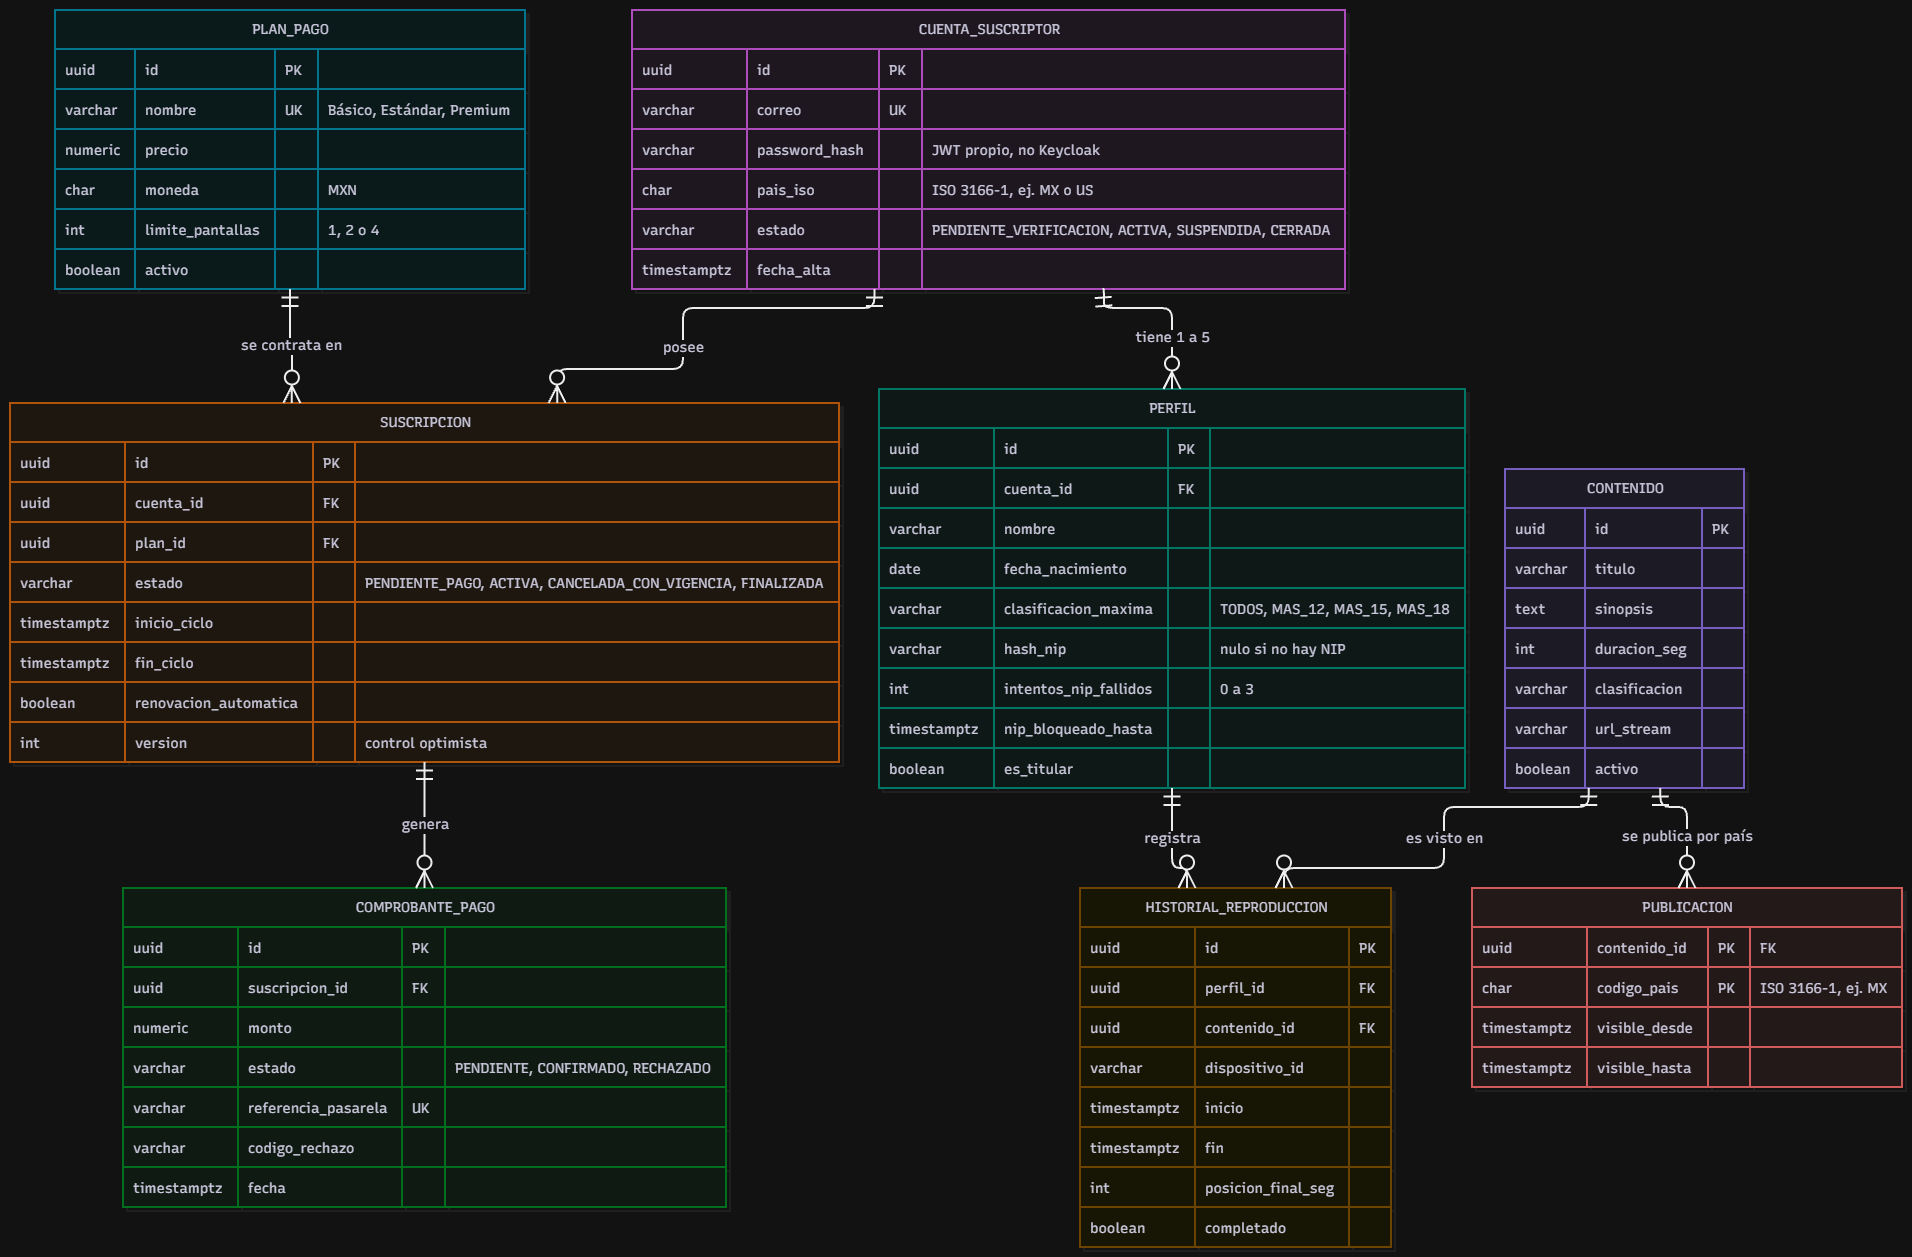 PLAN_PAGO
uuid id PK
varchar nombre UK Básico, Estándar, Premium
numeric precio
char moneda MXN
int limite_pantallas 1, 2 o 4
boolean activo
CUENTA_SUSCRIPTOR
uuid id PK
varchar correo UK
varchar password_hash JWT propio, no Keycloak
char pais_iso ISO 3166-1, ej. MX o US
varchar estado PENDIENTE_VERIFICACION, ACTIVA, SUSPENDIDA, CERRADA
timestamptz fecha_alta
se contrata en
posee
tiene 1 a 5
SUSCRIPCION
uuid id PK
uuid cuenta_id FK
uuid plan_id FK
varchar estado PENDIENTE_PAGO, ACTIVA, CANCELADA_CON_VIGENCIA, FINALIZADA
timestamptz inicio_ciclo
timestamptz fin_ciclo
boolean renovacion_automatica
int version control optimista
PERFIL
uuid id PK
uuid cuenta_id FK
varchar nombre
date fecha_nacimiento
varchar clasificacion_maxima TODOS, MAS_12, MAS_15, MAS_18
varchar hash_nip nulo si no hay NIP
int intentos_nip_fallidos 0 a 3
timestamptz nip_bloqueado_hasta
boolean es_titular
CONTENIDO
uuid id PK
varchar titulo
text sinopsis
int duracion_seg
varchar clasificacion
varchar url_stream
boolean activo
genera
registra
es visto en
se publica por país
COMPROBANTE_PAGO
uuid id PK
uuid suscripcion_id FK
numeric monto
varchar estado PENDIENTE, CONFIRMADO, RECHAZADO
varchar referencia_pasarela UK
varchar codigo_rechazo
timestamptz fecha
HISTORIAL_REPRODUCCION
uuid id PK
uuid perfil_id FK
uuid contenido_id FK
varchar dispositivo_id
timestamptz inicio
timestamptz fin
int posicion_final_seg
boolean completado
PUBLICACION
uuid contenido_id PK FK
char codigo_pais PK ISO 3166-1, ej. MX
timestamptz visible_desde
timestamptz visible_hasta